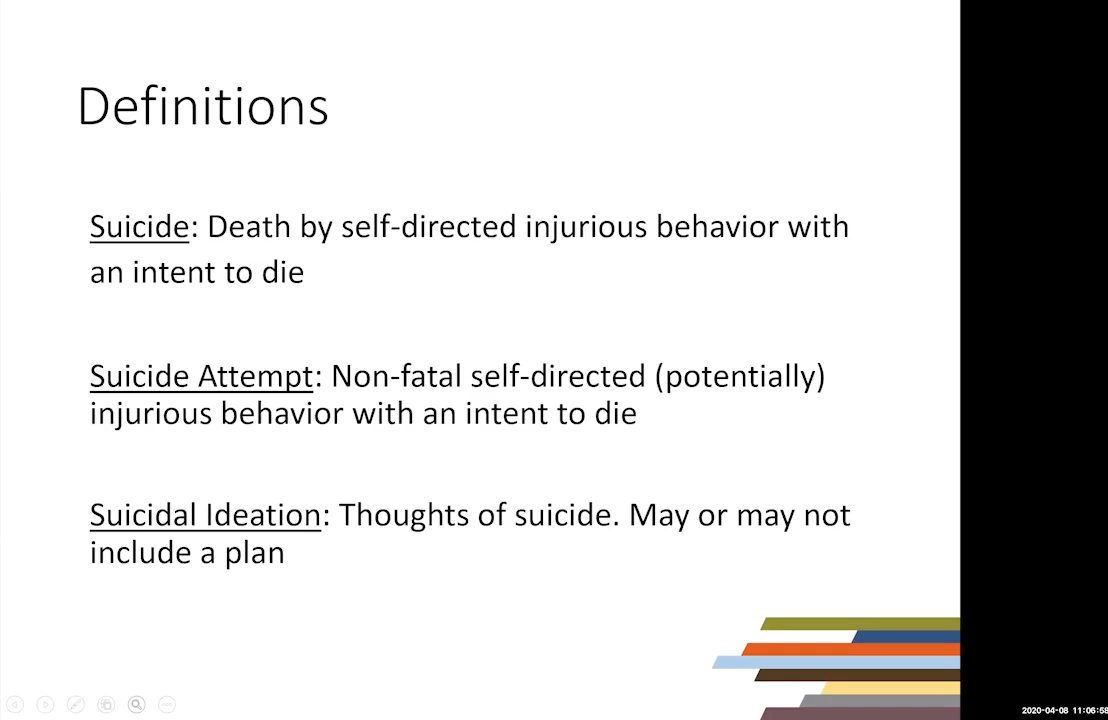 Definitions
Suicide: Death by self-directed injurious behavior with
an intent to die
Suicide Attempt: Non-fatal self-directed (potentially)
injurious behavior with an intent to die
Suicidal Ideation: Thoughts of suicide. May or may not
include a plan
2020-04-08 11:06:58